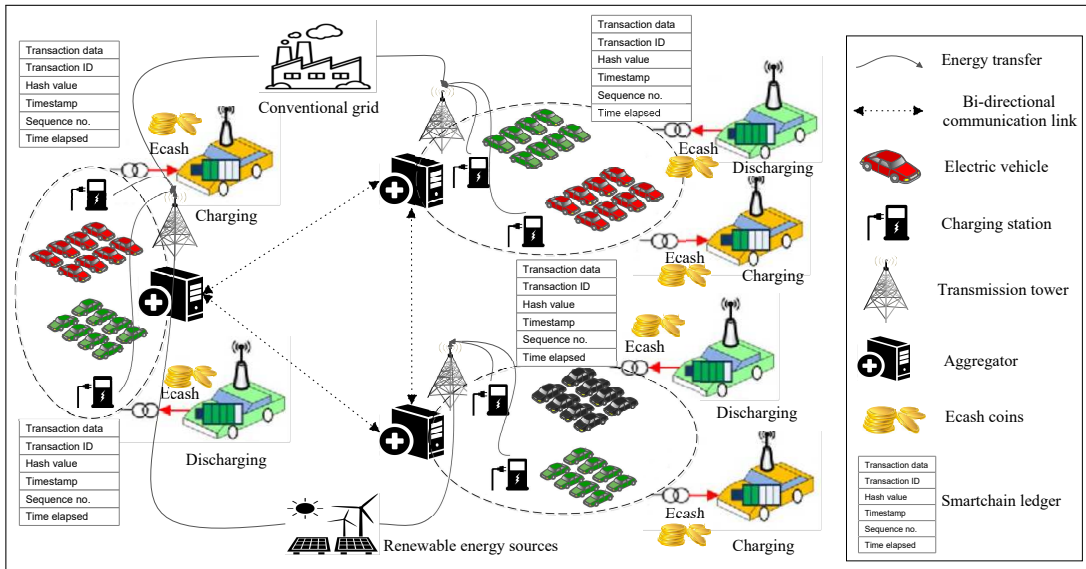 Transaction data
Transaction ID
Hash value
Timestamp
Sequence no.
Time elapsed
Ecash
Charging
Conventional grid
Transaction data
Transaction ID
Hash value
Timestamp
Sequence no.
Time elapsed
Ecash
Discharging
Ecash
Charging
Transaction data
Transaction ID
Hash value
Timestamp
Sequence no.
Time elapsed
Ecash
Discharging
Ecash
Charging
Ecash
Discharging
Transaction data
Transaction ID
Hash value
Timestamp
Sequence no.
Time elapsed
Renewable energy sources
Energy transfer
Bi-directional
communication link
Electric vehicle
Charging station
Transmission tower
Aggregator
Ecash coins
Transaction data
Transaction ID
Hash value
Timestamp
Sequence no.
Time elapsed
Smartchain ledger